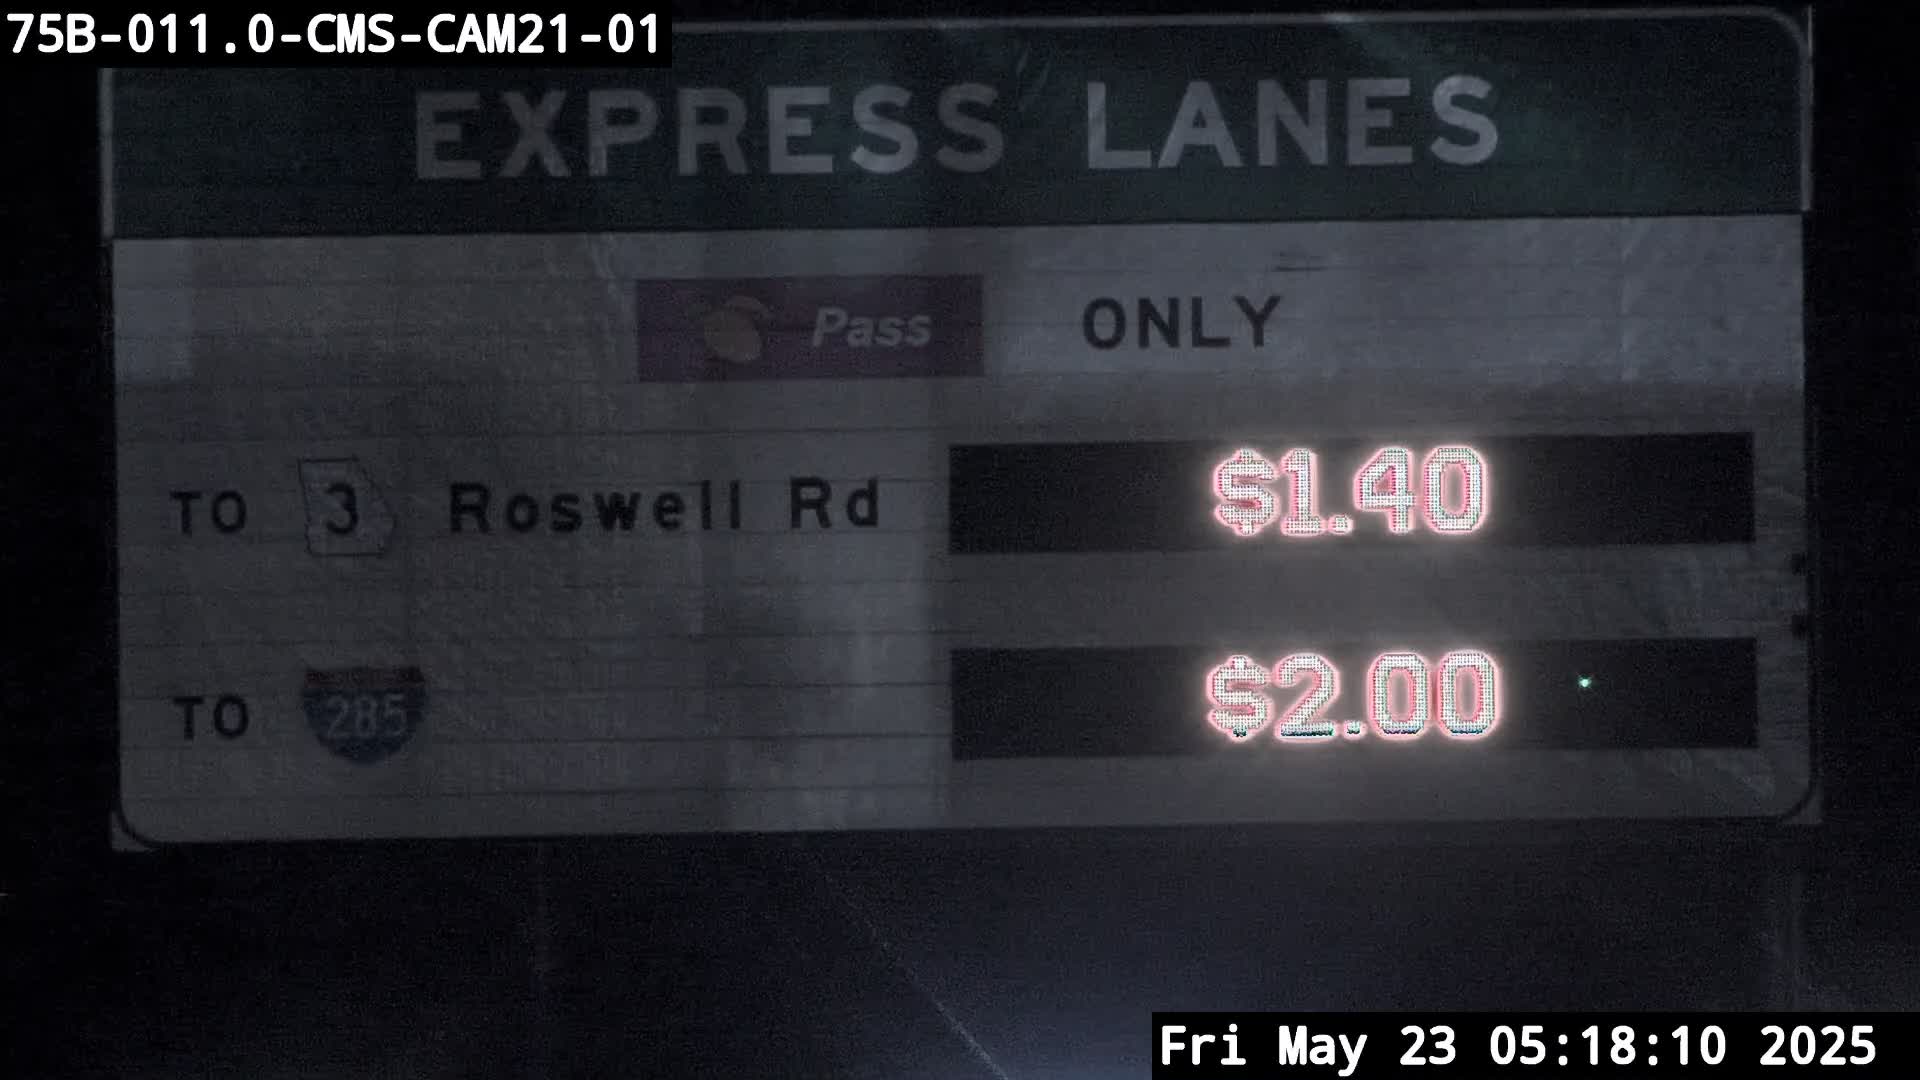 75B-011.0-CMS-CAM21-01
EXPRESS LANES
Pass ONLY
TO 3 Roswell Rd $1.40
TO 285 $2.00
Fri May 23 05:18:10 2025